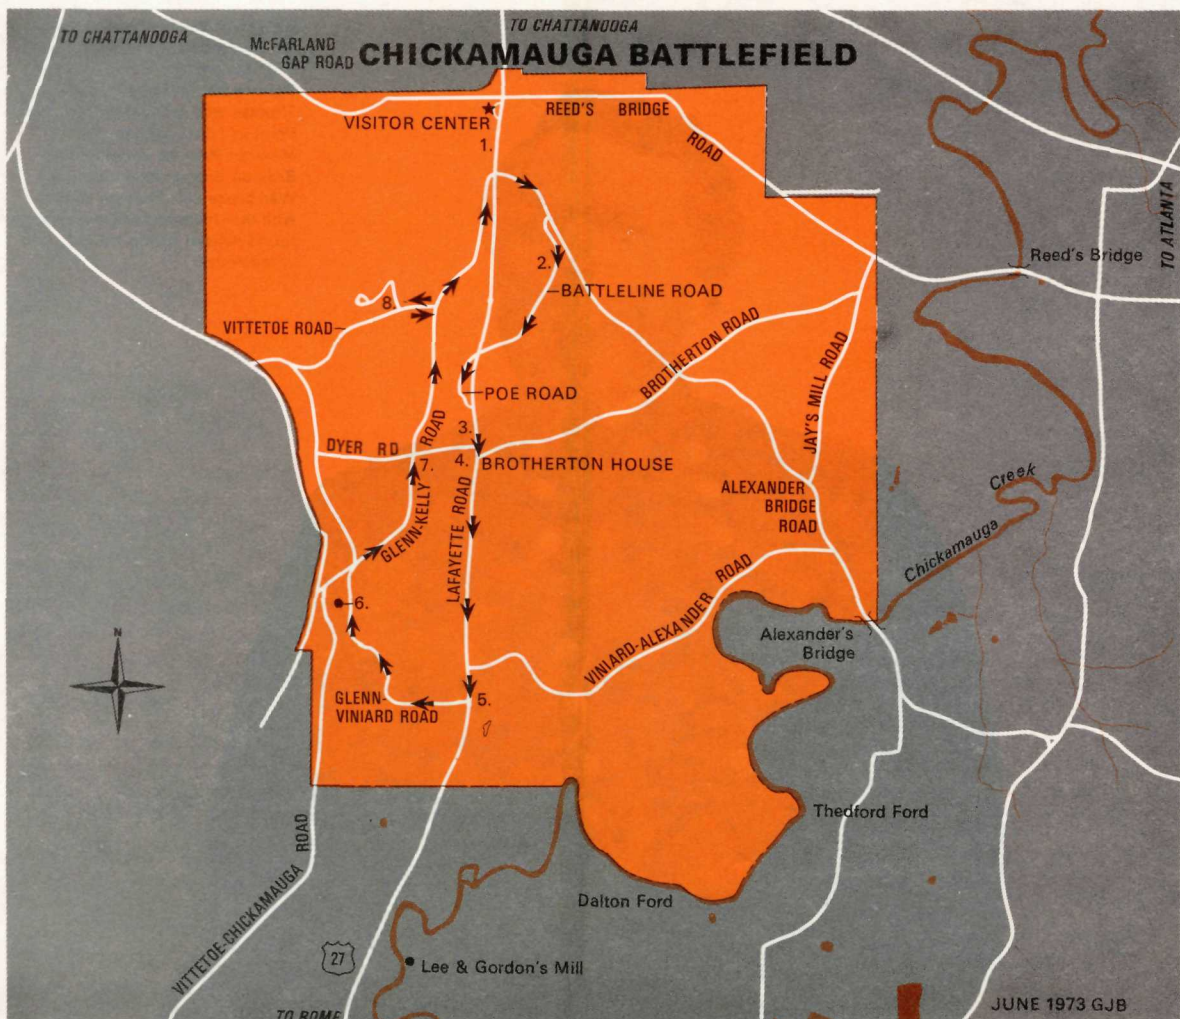 TO CHATTANOOGA
TO CHATTANOOGA
McFARLAND
GAP ROAD
CHICKAMAUGA BATTLEFIELD
VISITOR CENTER
1.
REED'S BRIDGE
ROAD
TO ATLANTA
Reed's Bridge
2.
BATTLELINE ROAD
8.
VITTETOE ROAD
BROTHERTON ROAD
JAY'S MILL ROAD
POE ROAD
3.
DYER RD
ROAD
7.
4.
BROTHERTON HOUSE
GLENN-KELLY
LAFAYETTE ROAD
ALEXANDER
BRIDGE
ROAD
Creek
Chickamauga
6.
VINIARD-ALEXANDER ROAD
Alexander's
Bridge
N
GLENN-
VINIARD ROAD
5.
Thedford Ford
Dalton Ford
VITTETOE-CHICKAMAUGA ROAD
27
Lee & Gordon's Mill
TO ROME
JUNE 1973 GJB